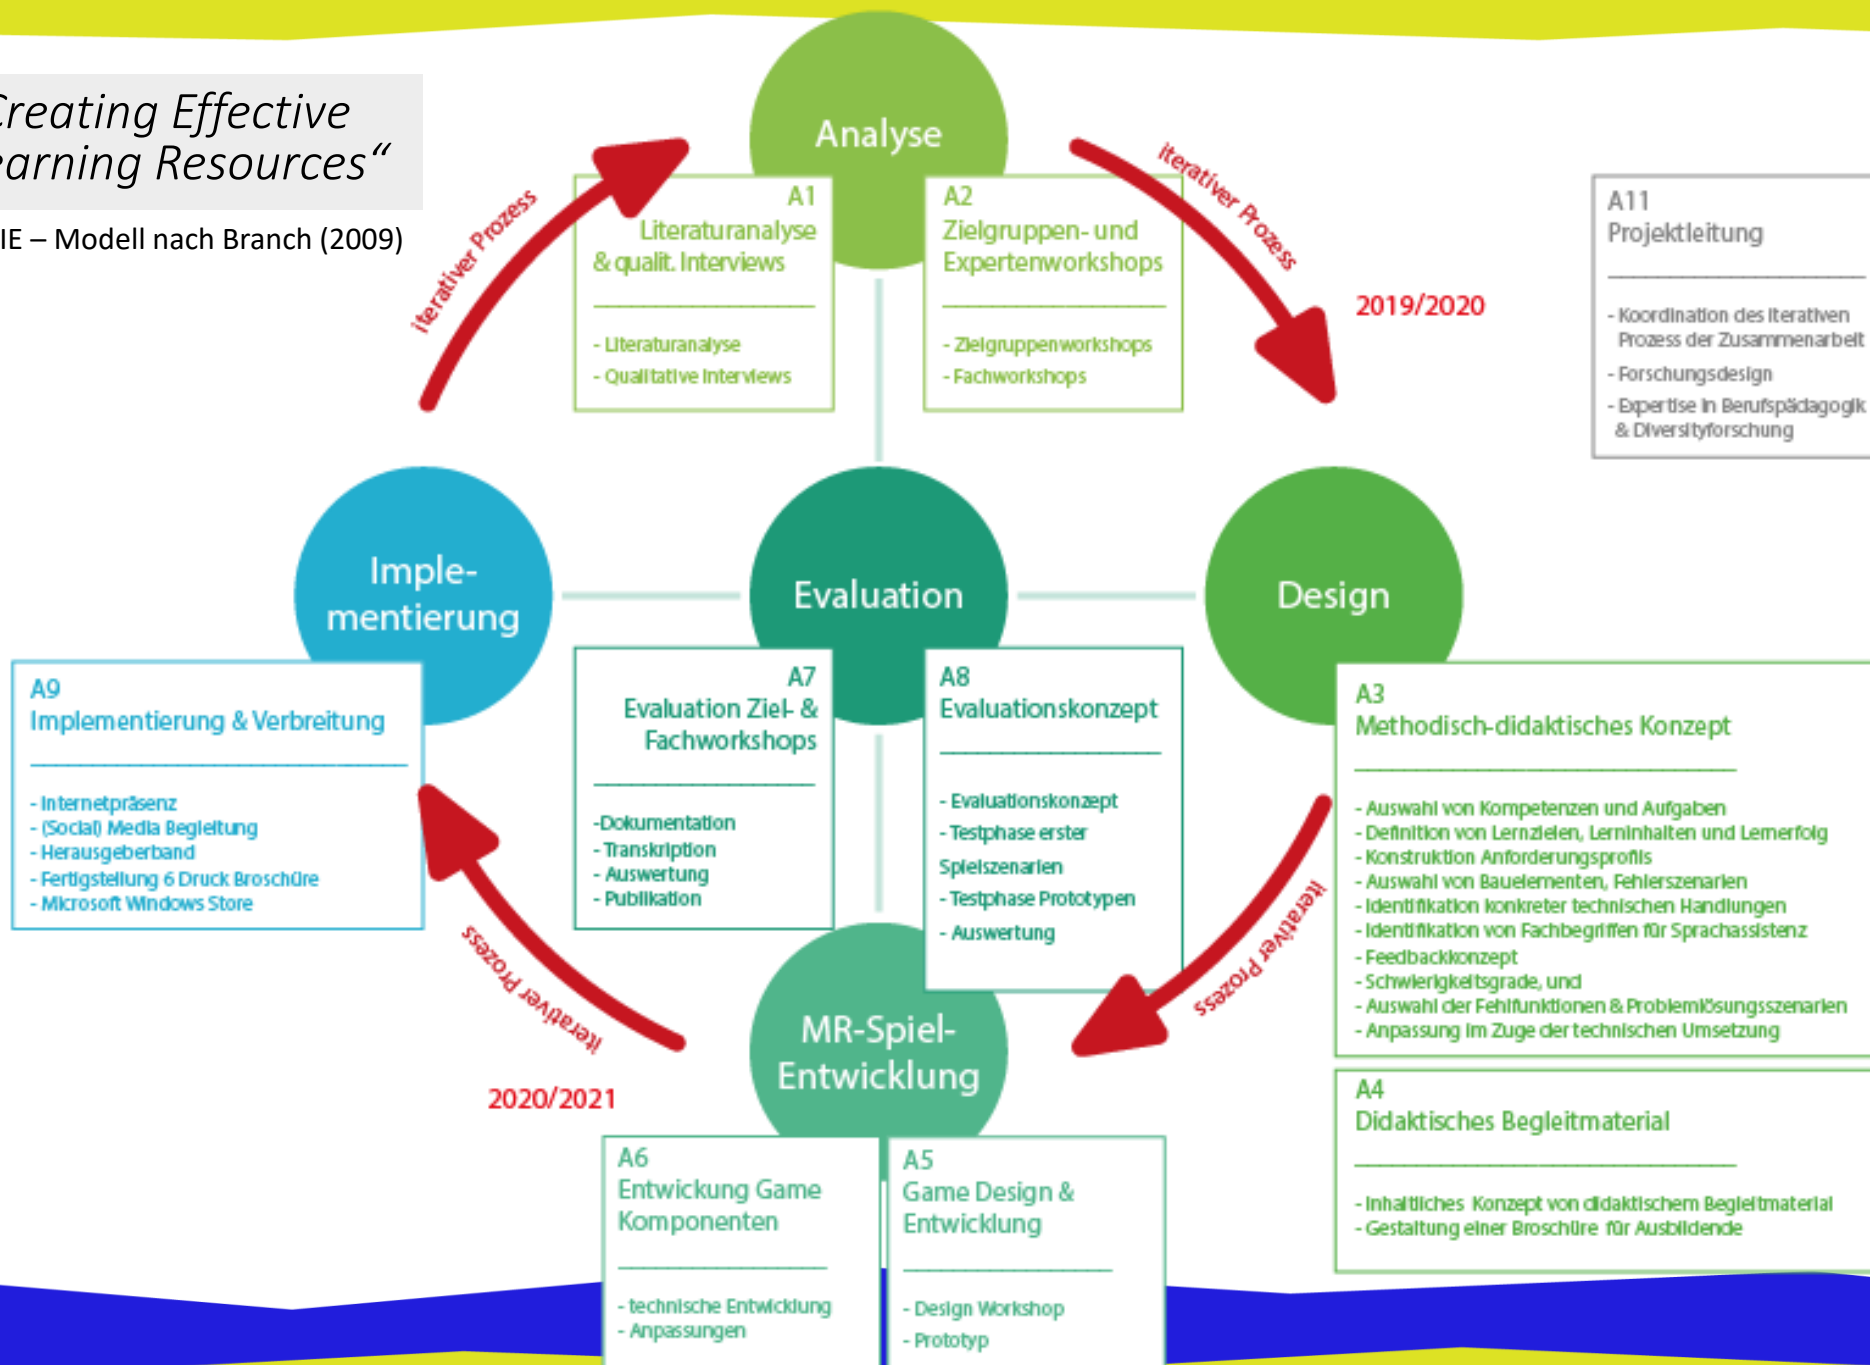 Creating Effective
earning Resources“
IE – Modell nach Branch (2009)
Analyse
iterativer Prozess
iterativer Prozess
A1
Literaturanalyse
& qualit. Interviews
- Literaturanalyse
- Qualitative Interviews
A2
Zielgruppen- und
Expertenworkshops
- Zielgruppenworkshops
- Fachworkshops
2019/2020
A11
Projektleitung
- Koordination des iterativen
Prozess der Zusammenarbeit
- Forschungsdesign
- Expertise in Berufspädagogik
& Diversityforschung
Imple-
mentierung
Evaluation
Design
A9
Implementierung & Verbreitung
- Internetpräsenz
- (Social) Media Begleitung
- Herausgeberband
- Fertigstellung 6 Druck Broschüre
- Microsoft Windows Store
A7
Evaluation Ziel- &
Fachworkshops
-Dokumentation
- Transkription
- Auswertung
- Publikation
A8
Evaluationskonzept
- Evaluationskonzept
- Testphase erster
Spielszenarien
- Testphase Prototypen
- Auswertung
A3
Methodisch-didaktisches Konzept
- Auswahl von Kompetenzen und Aufgaben
- Definition von Lernzielen, Lerninhalten und Lernerfolg
- Konstruktion Anforderungsprofils
- Auswahl von Bauelementen, Fehlerszenarien
- Identifikation konkreter technischen Handlungen
- Identifikation von Fachbegriffen für Sprachassistenz
- Feedbackkonzept
- Schwierigkeitsgrade, und
- Auswahl der Fehlfunktionen & Problemlösungsszenarien
- Anpassung im Zuge der technischen Umsetzung
iterativer Prozess
iterativer Prozess
MR-Spiel-
Entwicklung
2020/2021
A4
Didaktisches Begleitmaterial
- Inhaltliches Konzept von didaktischem Begleitmaterial
- Gestaltung einer Broschüre für Ausbildende
A6
Entwickung Game
Komponenten
- technische Entwicklung
- Anpassungen
A5
Game Design &
Entwicklung
- Design Workshop
- Prototyp